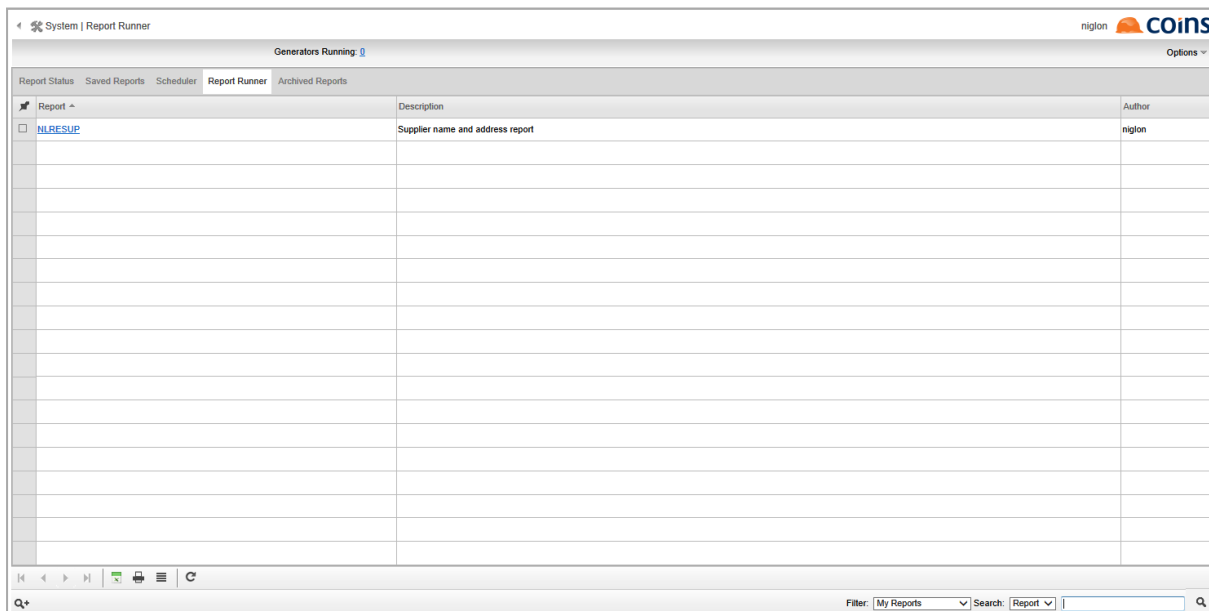 System | Report Runner
niglon
coins
Generators Running: 0
Options
Report Status Saved Reports Scheduler Report Runner Archived Reports
Report Description Author
NLRESUP Supplier name and address report niglon
Filter: My Reports Search: Report